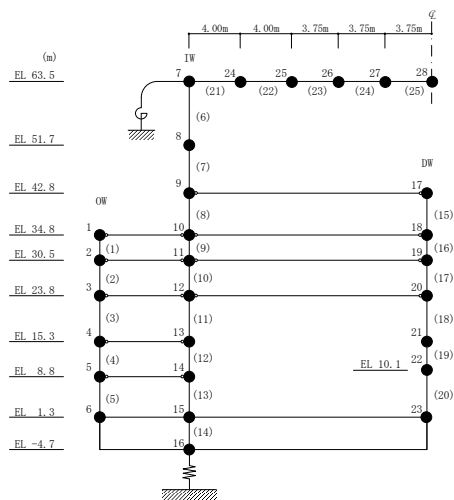 4.00m 4.00m 3.75m 3.75m 3.75m ℄
(m) IW
EL 63.5 7 24 25 26 27 28
(21) (22) (23) (24) (25)
(6)
EL 51.7 8
(7) DW
EL 42.8 9 17
OW (8) (15)
EL 34.8 1 10 18
(1) (9) (16)
EL 30.5 2 11 19
(2) (10) (17)
EL 23.8 3 12 20
(3) (11) (18)
EL 15.3 4 13 21
(4) (12) (19)
EL 10.1 22
EL 8.8 5 14
(5) (13) (20)
EL 1.3 6 15 23
(14)
EL -4.7 16